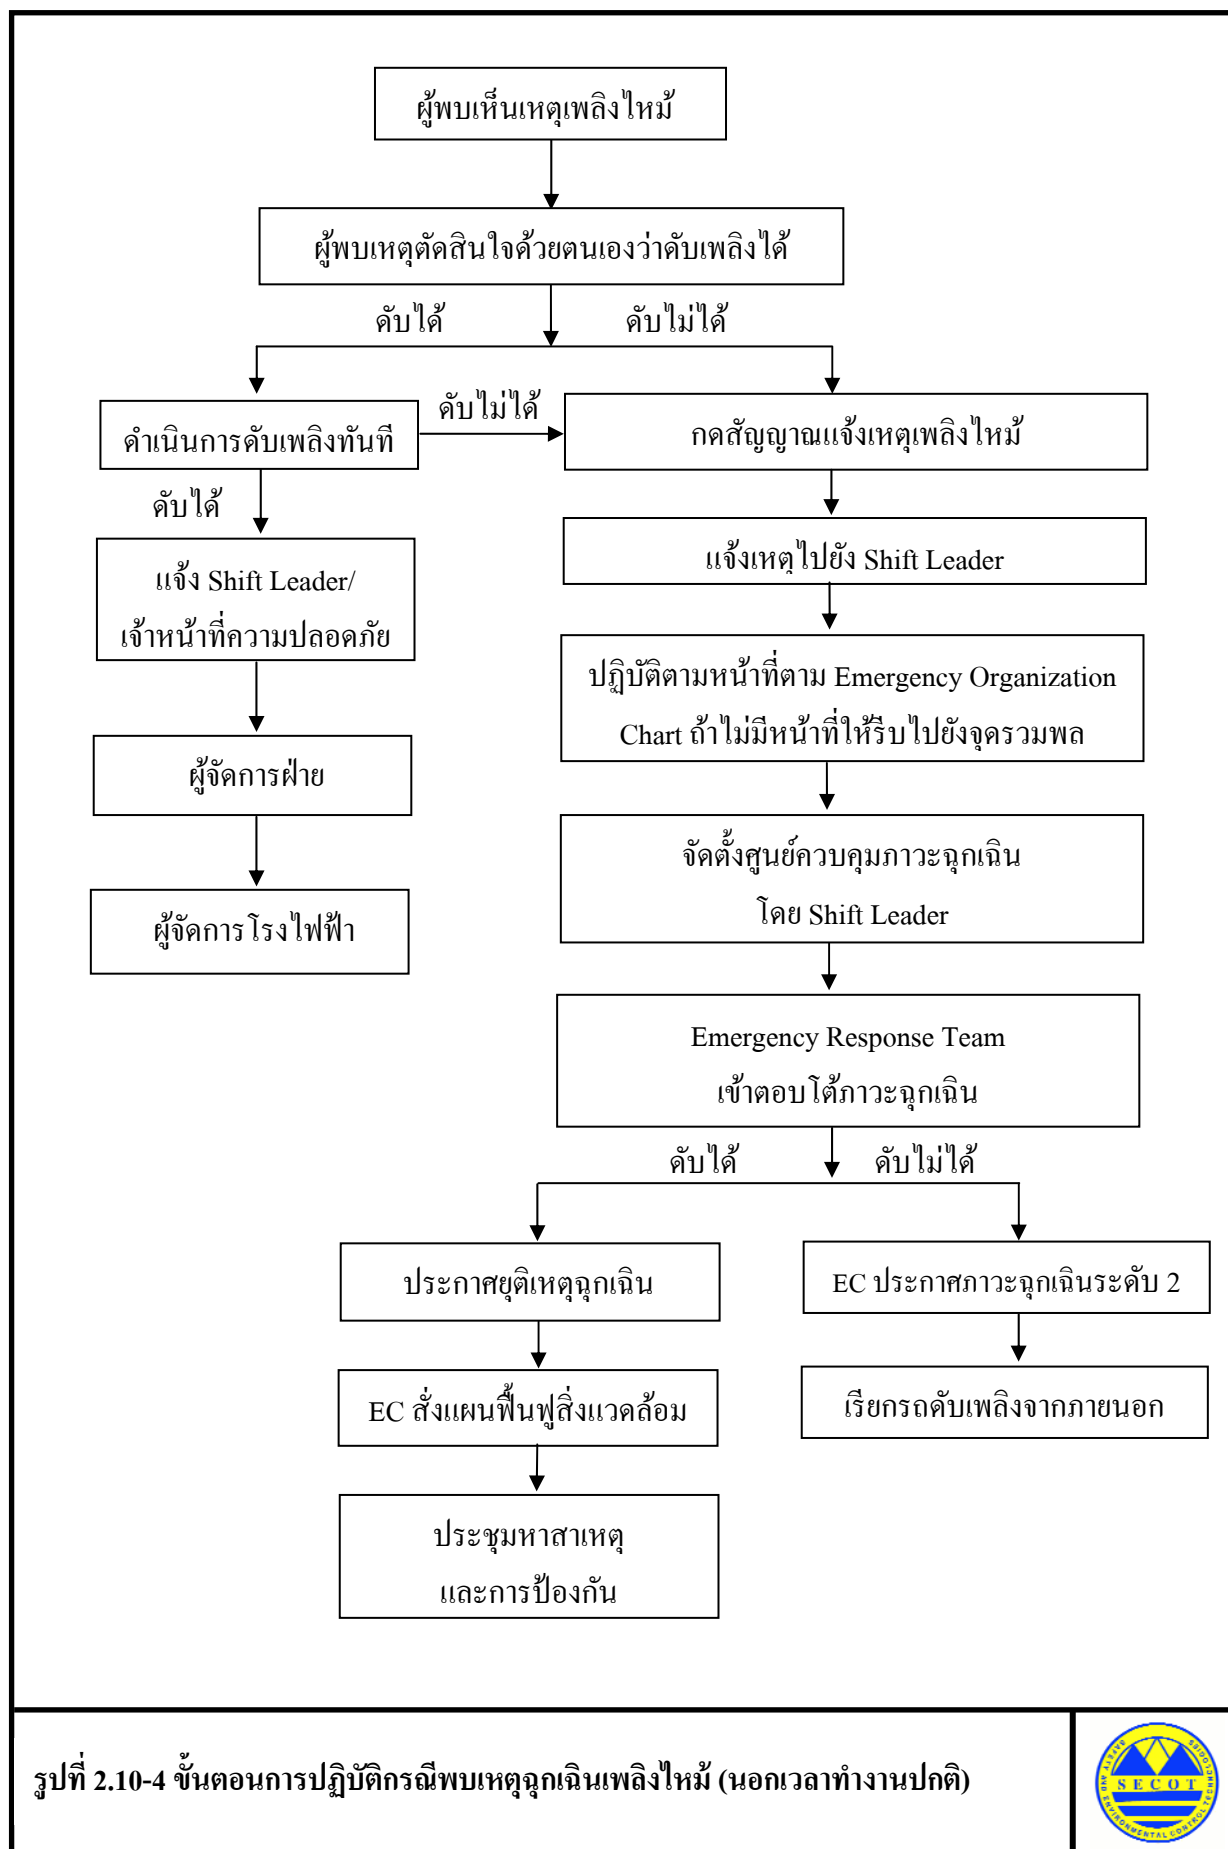 ผู้พบเห็นเหตุเพลิงไหม้
ผู้พบเหตุตัดสินใจด้วยตนเองว่าดับเพลิงได้
ดับได้
ดับไม่ได้
ดำเนินการดับเพลิงทันที
ดับไม่ได้
กดสัญญาณแจ้งเหตุเพลิงไหม้
ดับได้
แจ้ง Shift Leader/
เจ้าหน้าที่ความปลอดภัย
ผู้จัดการฝ่าย
ผู้จัดการโรงไฟฟ้า
แจ้งเหตุไปยัง Shift Leader
ปฏิบัติตามหน้าที่ตาม Emergency Organization
Chart ถ้าไม่มีหน้าที่ให้รีบไปยังจุดรวมพล
จัดตั้งศูนย์ควบคุมภาวะฉุกเฉิน
โดย Shift Leader
Emergency Response Team
เข้าตอบโต้ภาวะฉุกเฉิน
ดับได้
ดับไม่ได้
ประกาศยุติเหตุฉุกเฉิน
EC สั่งแผนฟื้นฟูสิ่งแวดล้อม
ประชุมหาสาเหตุ
และการป้องกัน
EC ประกาศภาวะฉุกเฉินระดับ 2
เรียกรถดับเพลิงจากภายนอก
รูปที่ 2.10-4 ขั้นตอนการปฏิบัติกรณีพบเหตุฉุกเฉินเพลิงไหม้ (นอกเวลาทำงานปกติ)
SECOT
SAFETY AND ENVIRONMENTAL CONTROL TECHNOLOGIES